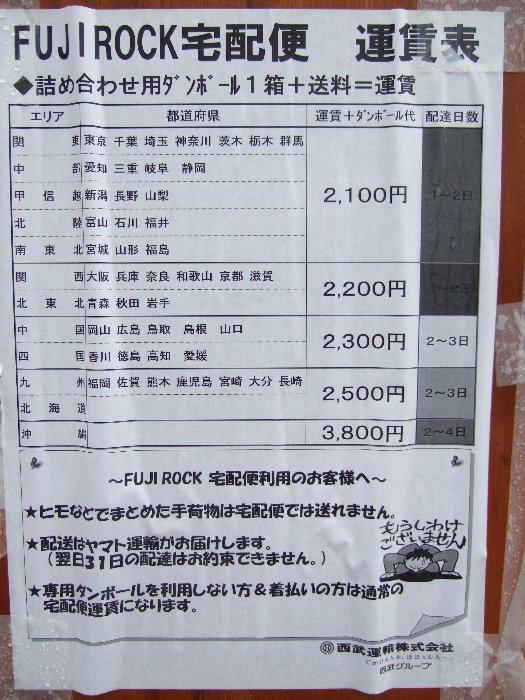 FUJI ROCK宅配便　運賃表
◆詰め合わせ用ﾀﾞﾝﾎﾞｰﾙ１箱＋送料＝運賃
エリア 都道府県 運賃＋ﾀﾞﾝﾎﾞｰﾙ代 配達日数
関東 東京 千葉 埼玉 神奈川 茨木 栃木 群馬
中部 愛知 三重 岐阜 静岡
甲信越 新潟 長野 山梨 2,100円 1～2日
北陸 富山 石川 福井
南東北 宮城 山形 福島
関西 大阪 兵庫 奈良 和歌山 京都 滋賀 2,200円 1～2日
北東北 青森 秋田 岩手
中国 岡山 広島 鳥取 島根 山口 2,300円 2～3日
四国 香川 徳島 高知 愛媛
九州 福岡 佐賀 熊本 鹿児島 宮崎 大分 長崎 2,500円 2～3日
北海道
沖縄 3,800円 2～4日
～FUJI ROCK 宅配便利用のお客様へ～
★ヒモなどでまとめた手荷物は宅配便では送れません。
★配送はヤマト運輸がお届けします。
（翌日31日の配達はお約束できません。）
もうしわけ
ございません
★専用ダンボールを利用しない方＆着払いの方は通常の
宅配便運賃になります。
西武運輸株式会社
西武グループ